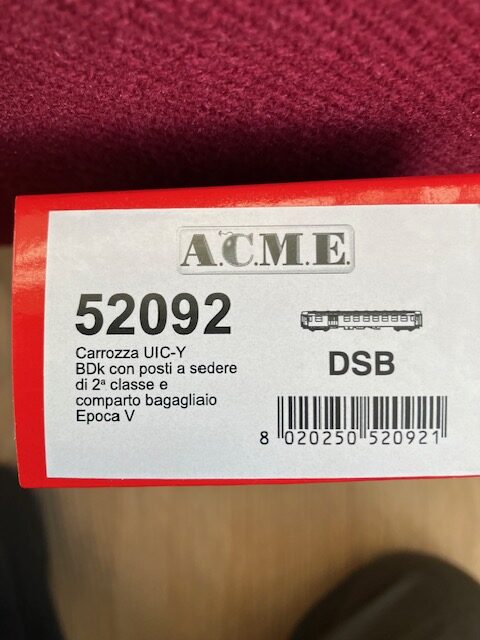 A.C.M.E.
52092
Carrozza UIC-Y
BDk con posti a sedere
di 2ª classe e
comparto bagagliaio
Epoca V
DSB
8 020250 520921